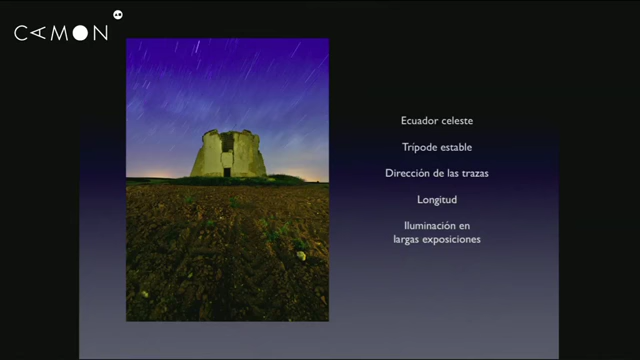 CAMON
Ecuador celeste
Trípode estable
Dirección de las trazas
Longitud
Iluminación en
largas exposiciones